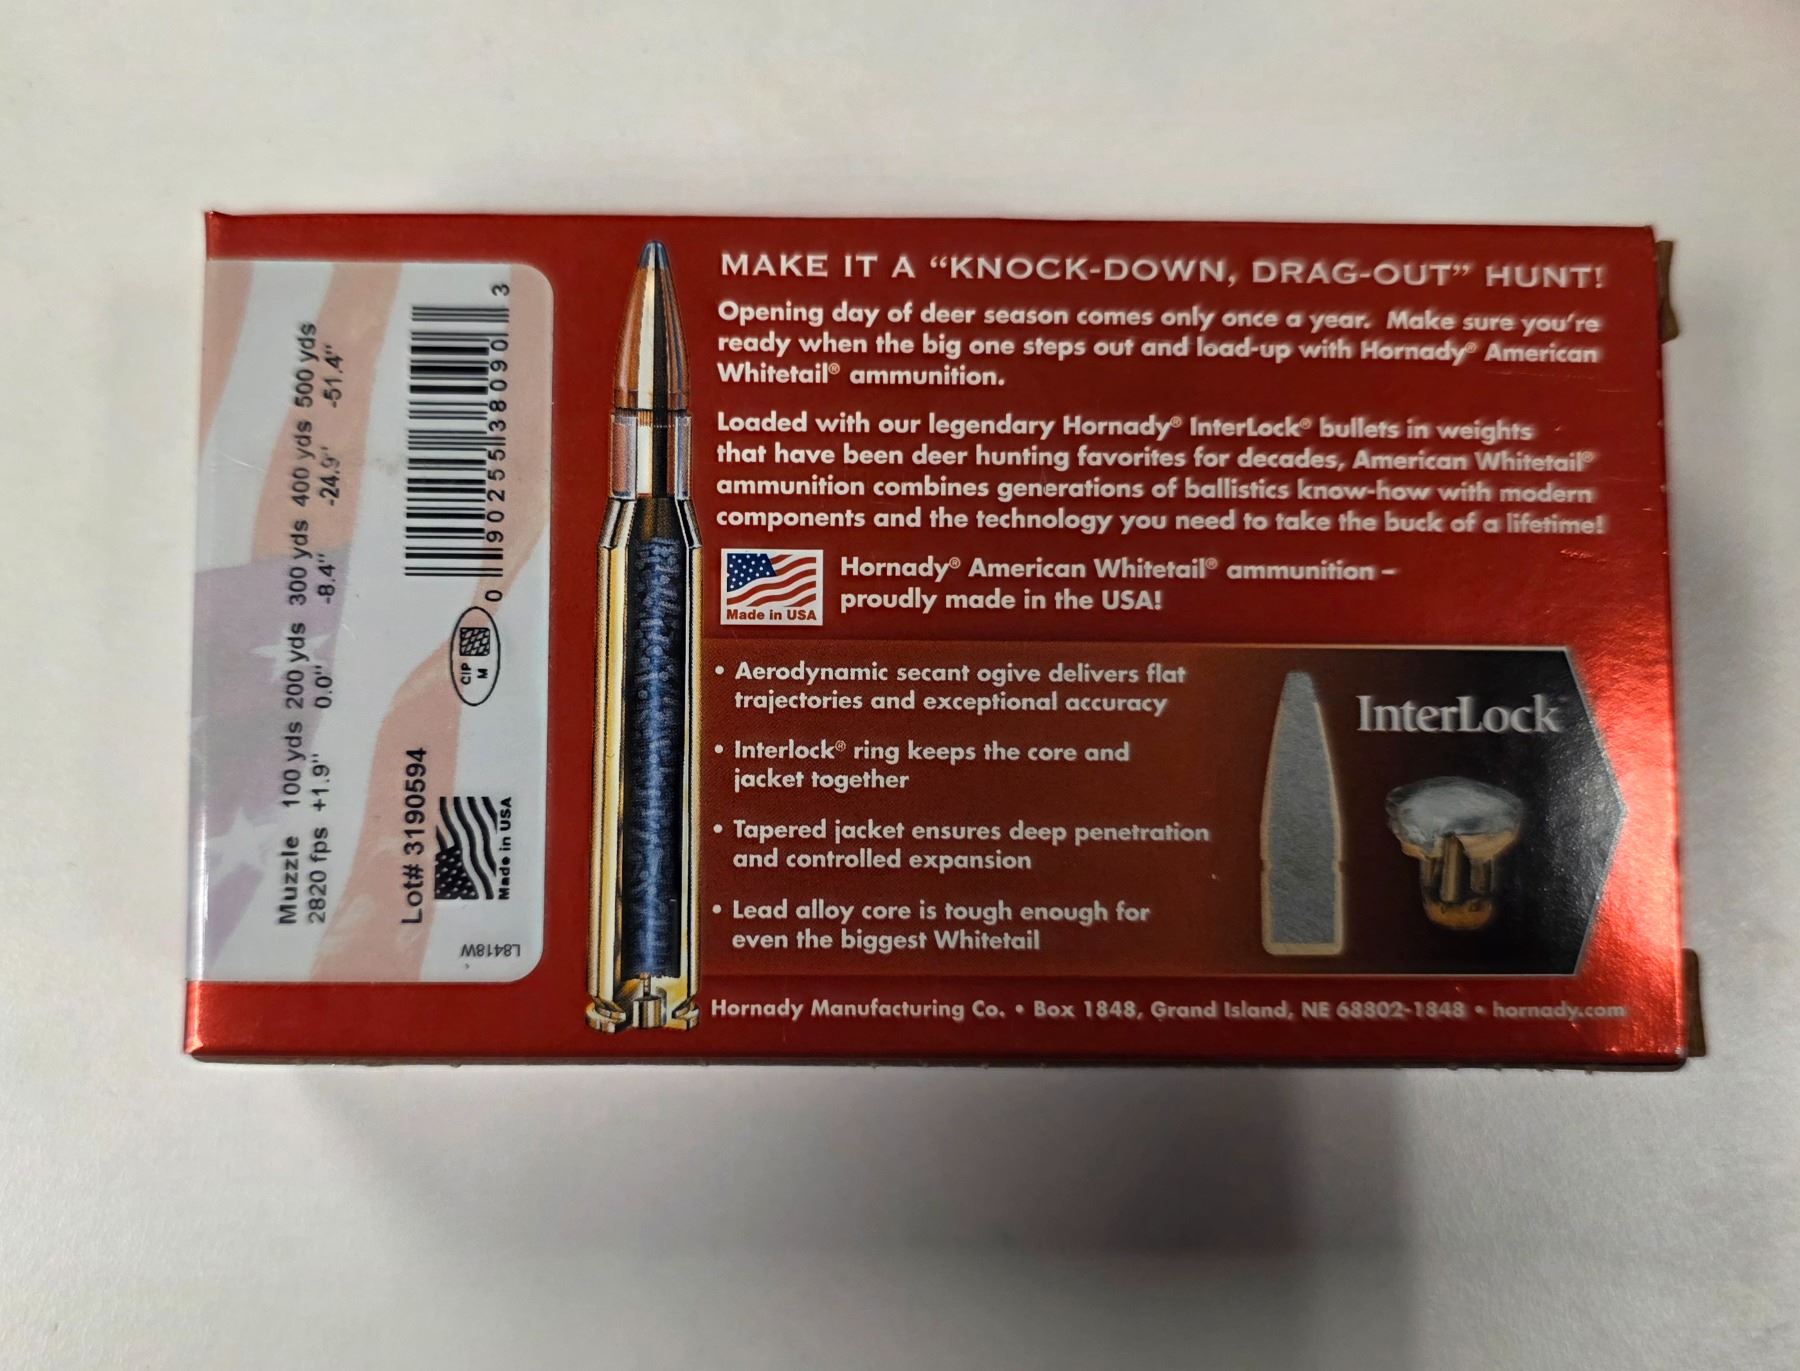 Muzzle 100 yds 200 yds 300 yds 400 yds 500 yds
2820 fps +1.9" 0.0" -8.4" -24.9" -51.4"
Lot# 3190594
Made in USA
CIP
M
0 90255 38090 3
L8418W
MAKE IT A “KNOCK-DOWN, DRAG-OUT” HUNT!
Opening day of deer season comes only once a year. Make sure you’re
ready when the big one steps out and load-up with Hornady® American
Whitetail® ammunition.
Loaded with our legendary Hornady® InterLock® bullets in weights
that have been deer hunting favorites for decades, American Whitetail®
ammunition combines generations of ballistics know-how with modern
components and the technology you need to take the buck of a lifetime!
Made in USA
Hornady® American Whitetail® ammunition –
proudly made in the USA!
• Aerodynamic secant ogive delivers flat
trajectories and exceptional accuracy
• Interlock® ring keeps the core and
jacket together
• Tapered jacket ensures deep penetration
and controlled expansion
• Lead alloy core is tough enough for
even the biggest Whitetail
InterLock™
Hornady Manufacturing Co. • Box 1848, Grand Island, NE 68802-1848 • hornady.com